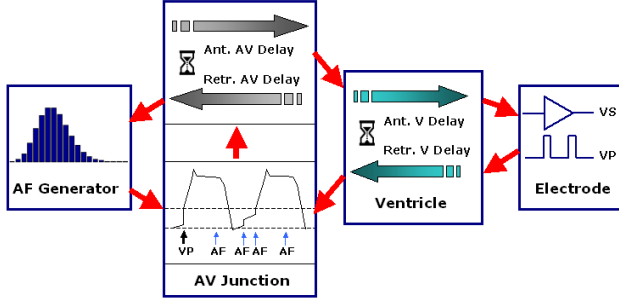 Ant. AV Delay
Retr. AV Delay
AF Generator
VP AF AF AF AF
AV Junction
Ant. V Delay
Retr. V Delay
Ventricle
VS
VP
Electrode